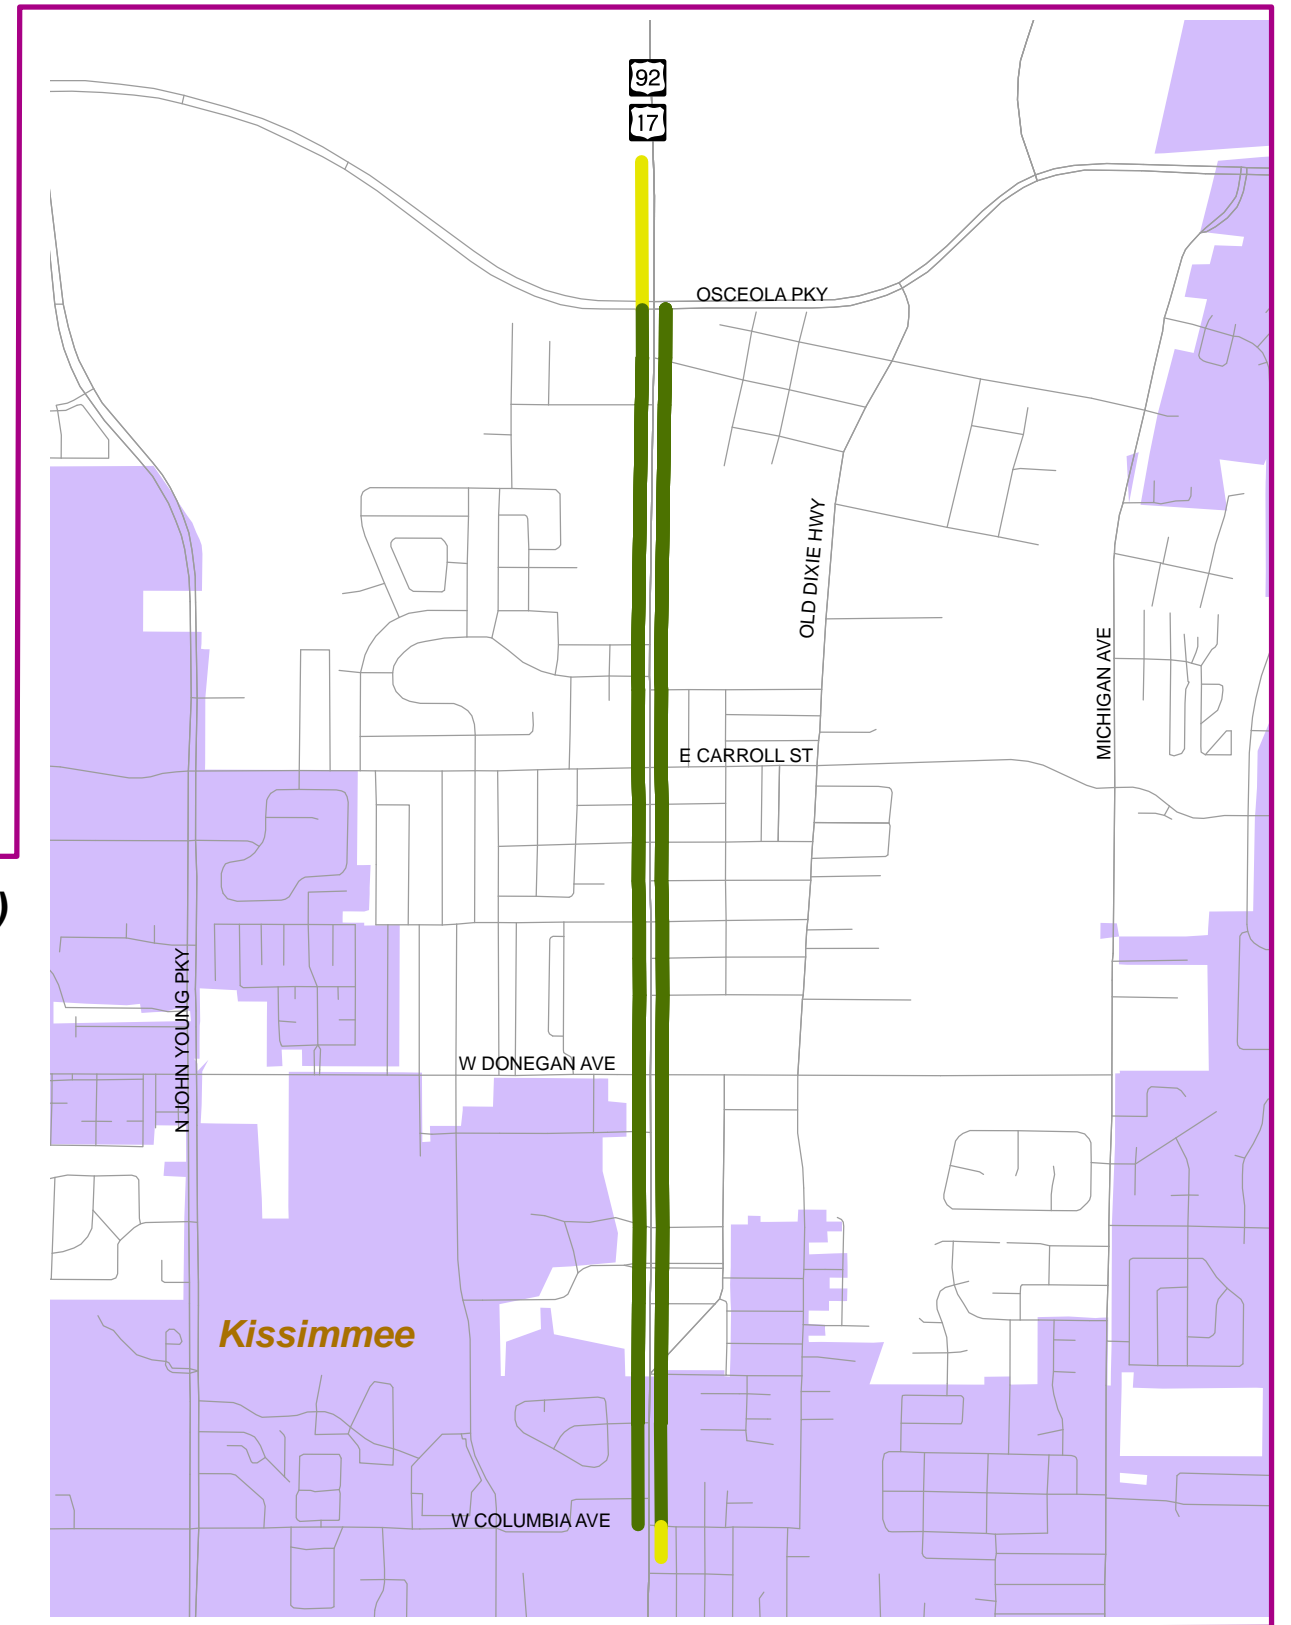 92
17
OSCEOLA PKY
OLD DIXIE HWY
MICHIGAN AVE
E CARROLL ST
)
N JOHN YOUNG PKY
W DONEGAN AVE
Kissimmee
W COLUMBIA AVE